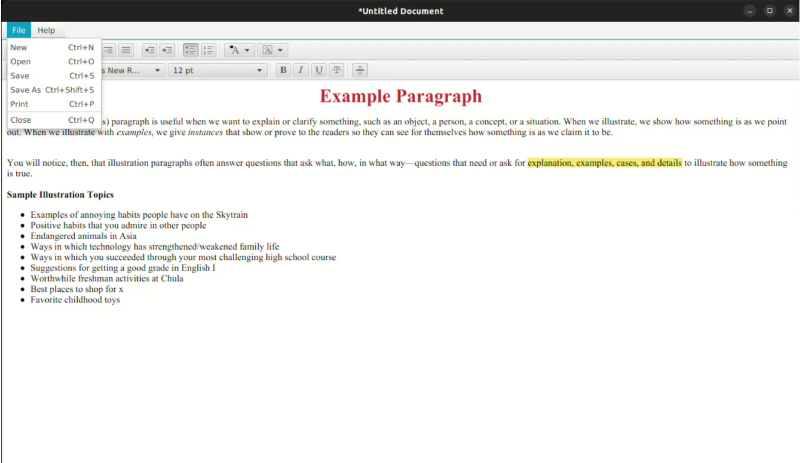 *Untitled Document
File Help
New Ctrl+N
Open Ctrl+O
Save Ctrl+S
Save As Ctrl+Shift+S
Print Ctrl+P
Close Ctrl+Q
s New R... 12 pt B I U T
Example Paragraph
s) paragraph is useful when we want to explain or clarify something, such as an object, a person, a concept, or a situation. When we illustrate, we show how something is as we point
out. When we illustrate with examples, we give instances that show or prove to the readers so they can see for themselves how something is as we claim it to be.
You will notice, then, that illustration paragraphs often answer questions that ask what, how, in what way—questions that need or ask for explanation, examples, cases, and details to illustrate how something
is true.
Sample Illustration Topics
• Examples of annoying habits people have on the Skytrain
• Positive habits that you admire in other people
• Endangered animals in Asia
• Ways in which technology has strengthened/weakened family life
• Ways in which you succeeded through your most challenging high school course
• Suggestions for getting a good grade in English I
• Worthwhile freshman activities at Chula
• Best places to shop for x
• Favorite childhood toys